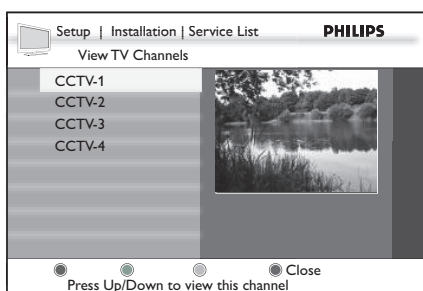 Setup | Installation | Service List PHILIPS
View TV Channels
CCTV-1
CCTV-2
CCTV-3
CCTV-4
Close
Press Up/Down to view this channel